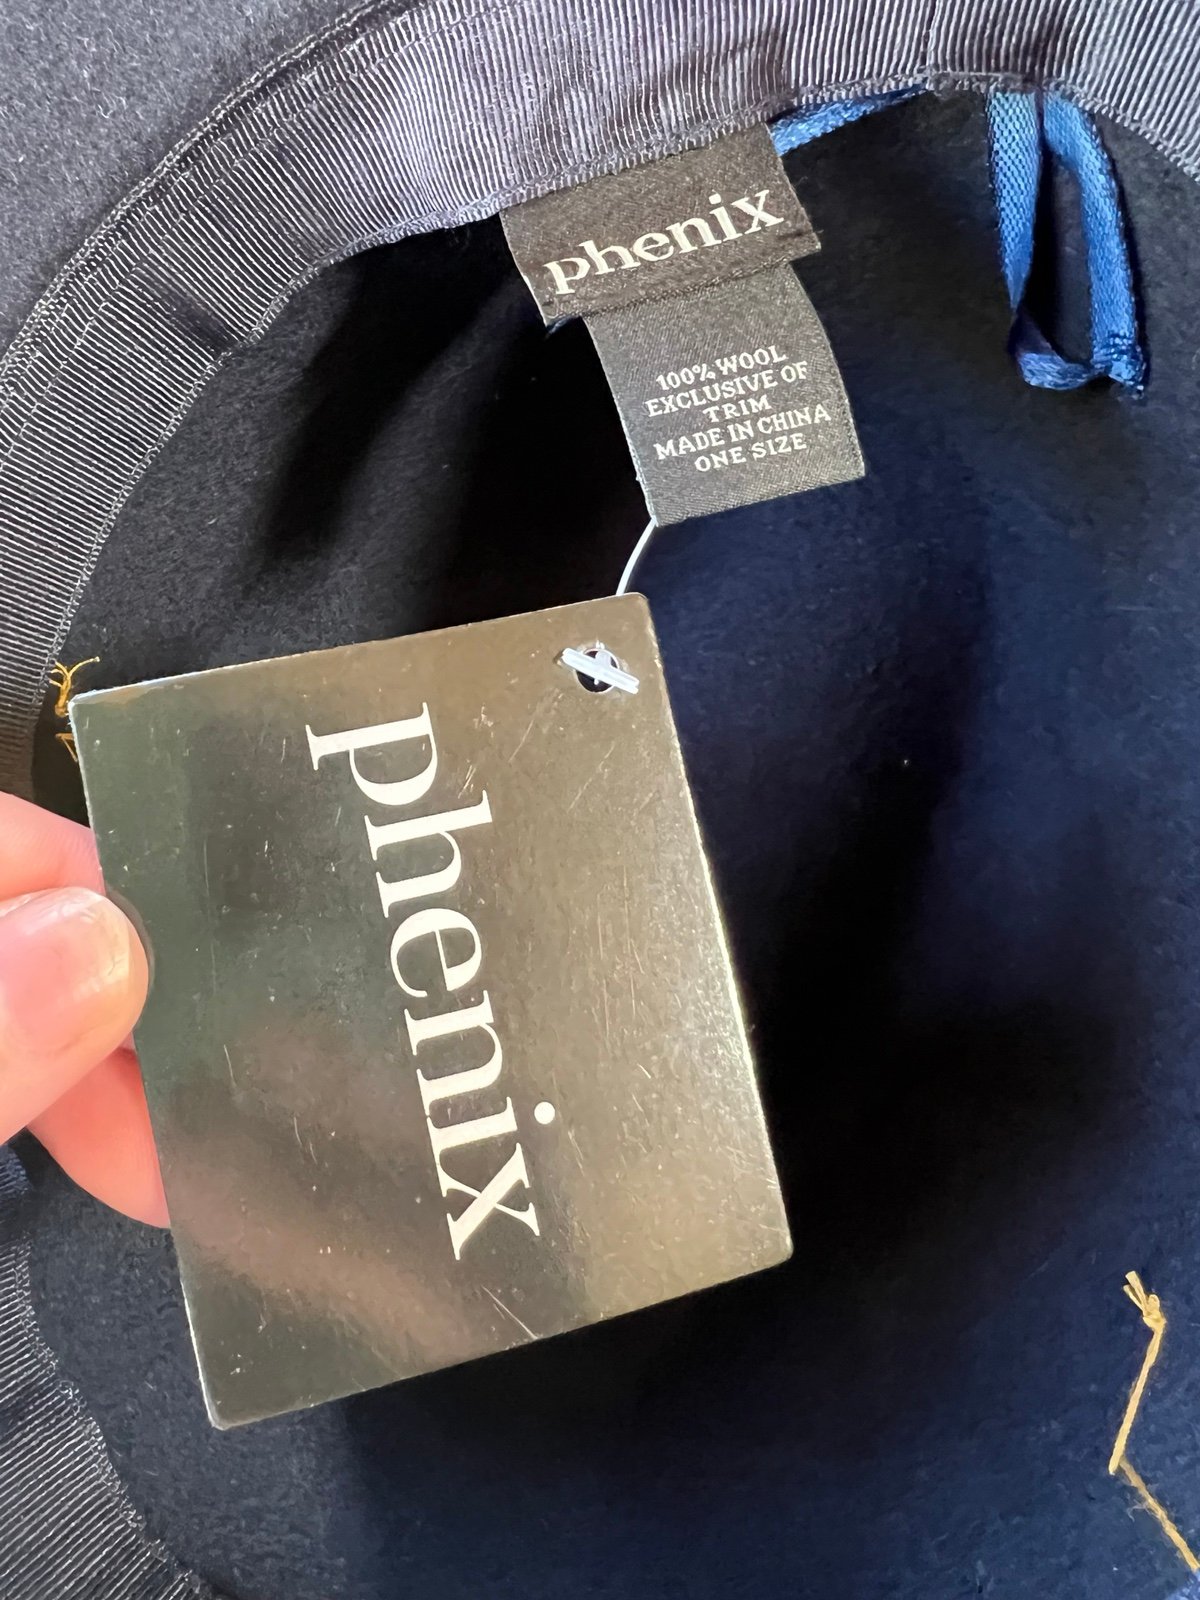 phenix
100% WOOL
EXCLUSIVE OF
TRIM
MADE IN CHINA
ONE SIZE
phenix